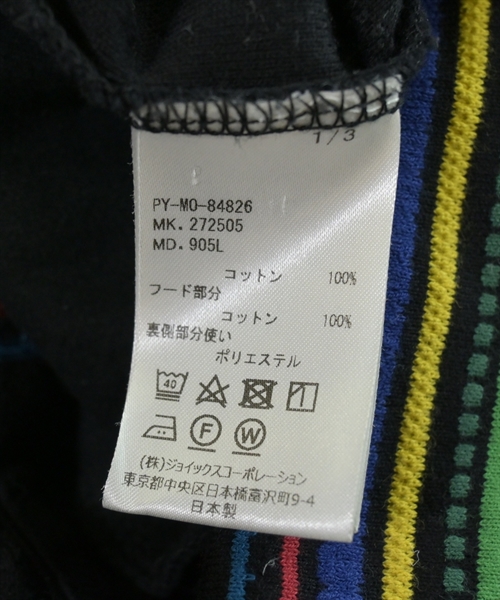 1/3
PY-MO-84826
MK. 272505
MD. 905L
コットン 100%
フード部分
コットン 100%
裏側部分使い
ポリエステル
40
F W
(株)ジョイックスコーポレーション
東京都中央区日本橋富沢町9-4
日本製